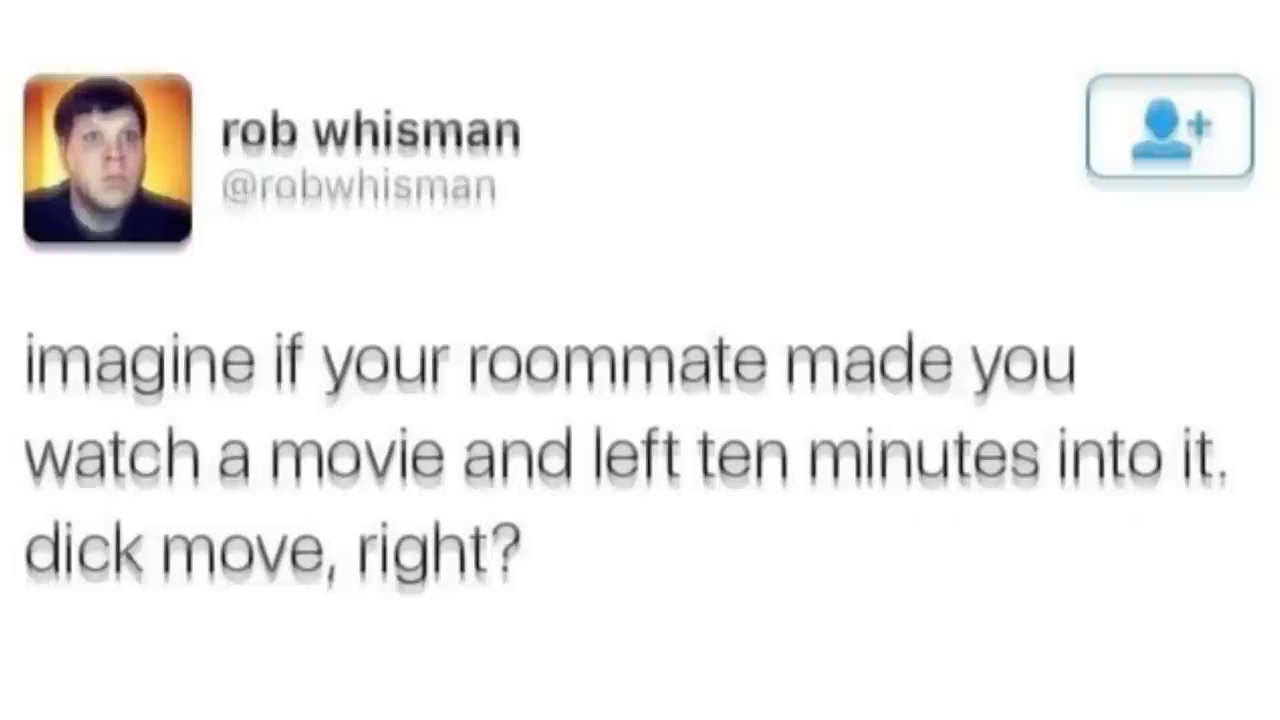 rob whisman
@robwhisman
imagine if your roommate made you
watch a movie and left ten minutes into it.
dick move, right?